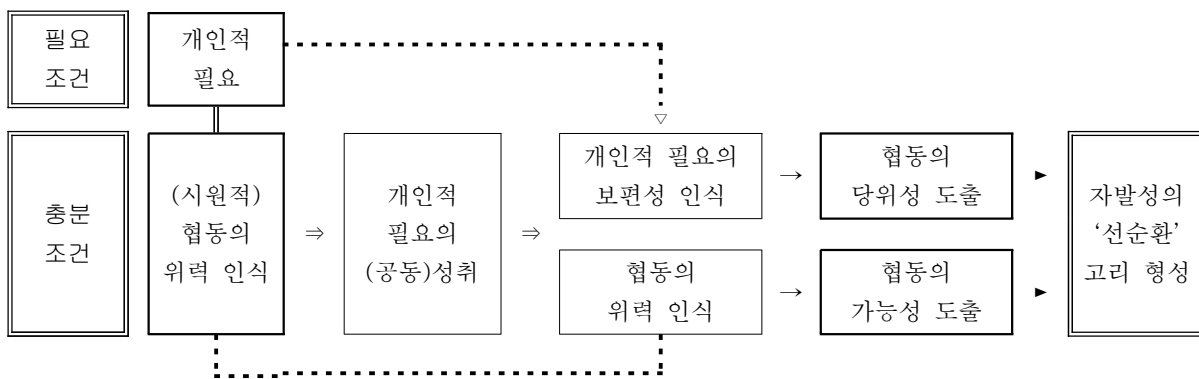 필요
조건
개인적
필요
충분
조건
(시원적)
협동의
위력 인식
⇒
개인적
필요의
(공동)성취
⇒
개인적 필요의
보편성 인식
→
협동의
당위성 도출
►
협동의
위력 인식
→
협동의
가능성 도출
►
자발성의
‘선순환’
고리 형성